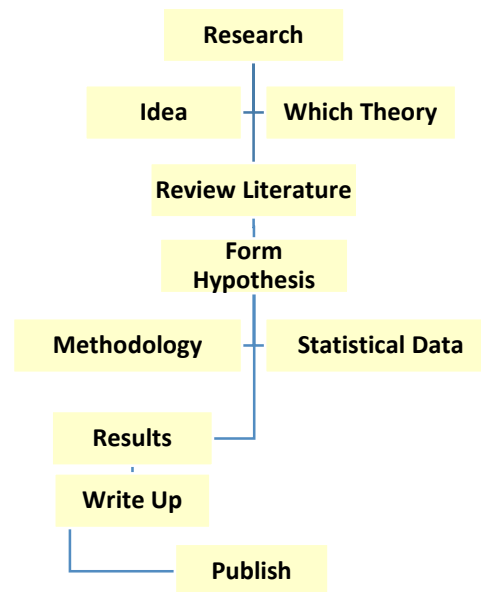 Research
Idea
Which Theory
Review Literature
Form
Hypothesis
Methodology
Statistical Data
Results
Write Up
Publish